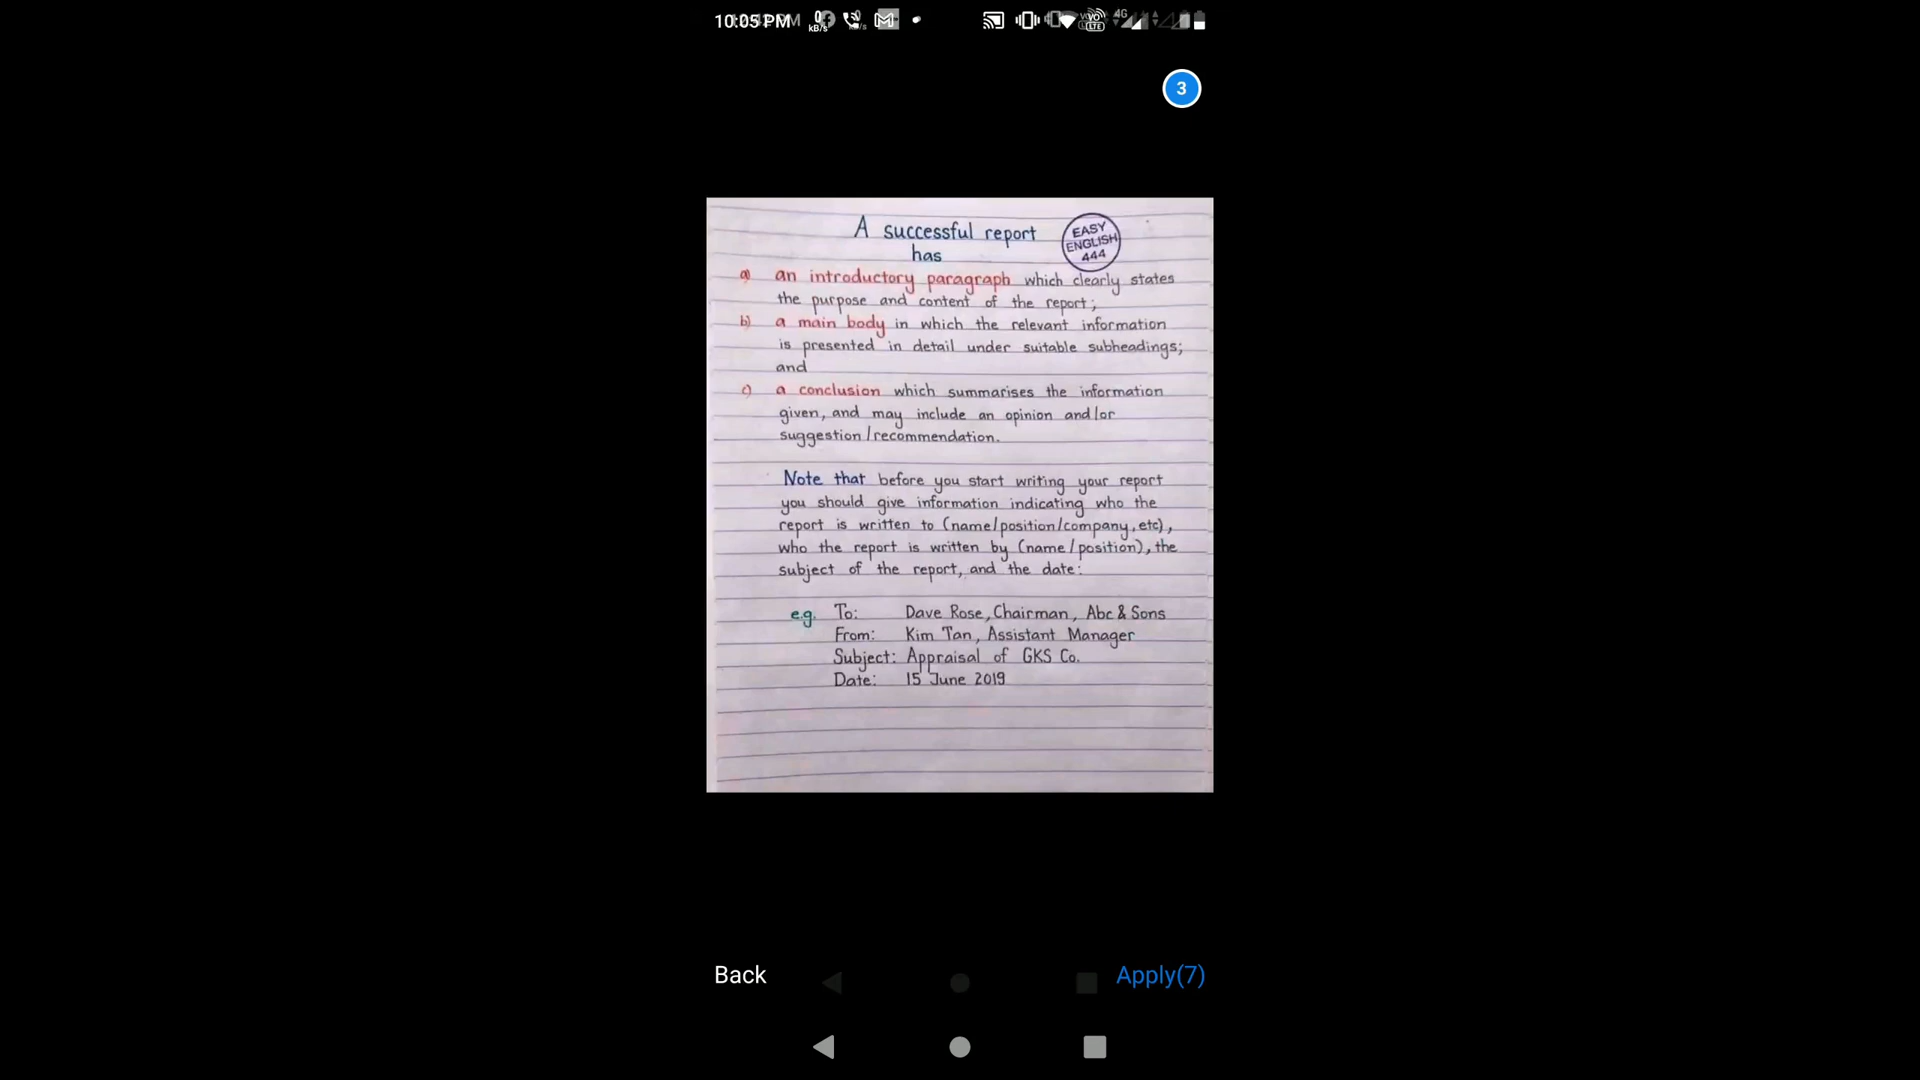 10:05 PM
0
kB/s
VoLTE
4G
3
A successful report
has
EASY
ENGLISH
444
a) an introductory paragraph which clearly states
the purpose and content of the report;
b) a main body in which the relevant information
is presented in detail under suitable subheadings;
and
c) a conclusion which summarises the information
given, and may include an opinion and/or
suggestion/recommendation.
Note that before you start writing your report
you should give information indicating who the
report is written to (name/position/company, etc),
who the report is written by (name/position), the
subject of the report, and the date:
e.g. To: Dave Rose, Chairman, Abc & Sons
From: Kim Tan, Assistant Manager
Subject: Appraisal of GKS Co.
Date: 15 June 2019
Back
Apply(7)